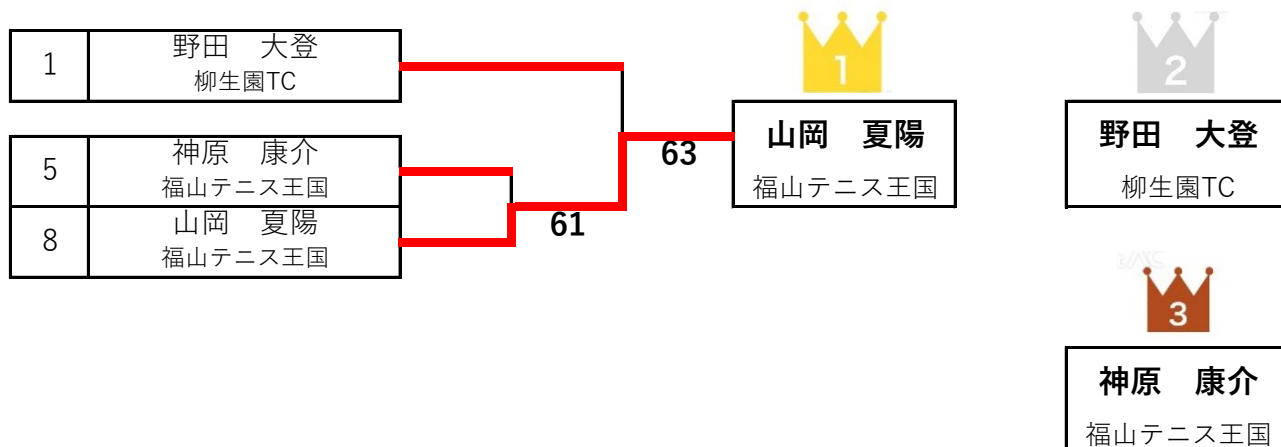 1
野田　大登
柳生園TC
5
神原　康介
福山テニス王国
8
山岡　夏陽
福山テニス王国
61
63
1
山岡　夏陽
福山テニス王国
2
野田　大登
柳生園TC
3
神原　康介
福山テニス王国